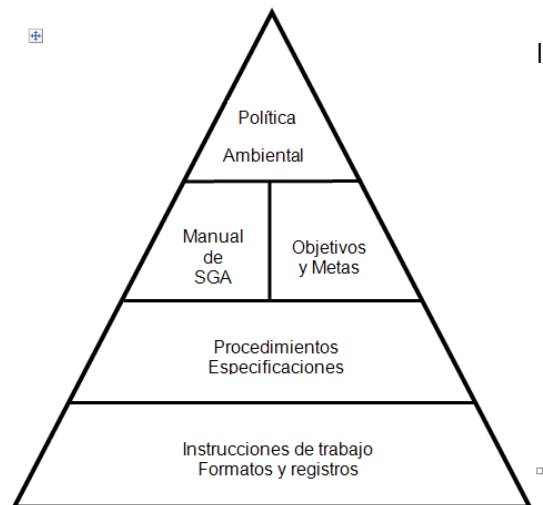 Política
Ambiental
Manual
de
SGA
Objetivos
y Metas
Procedimientos
Especificaciones
Instrucciones de trabajo
Formatos y registros